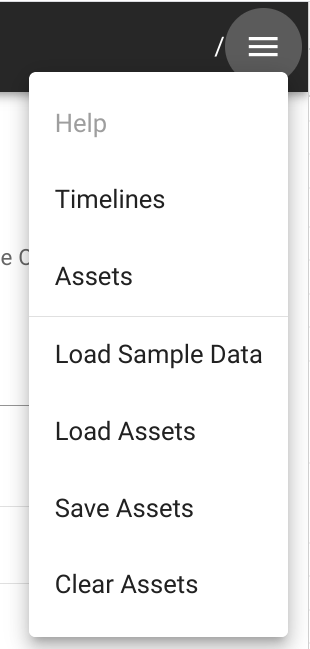 /
Help
Timelines
e C
Assets
Load Sample Data
Load Assets
Save Assets
Clear Assets